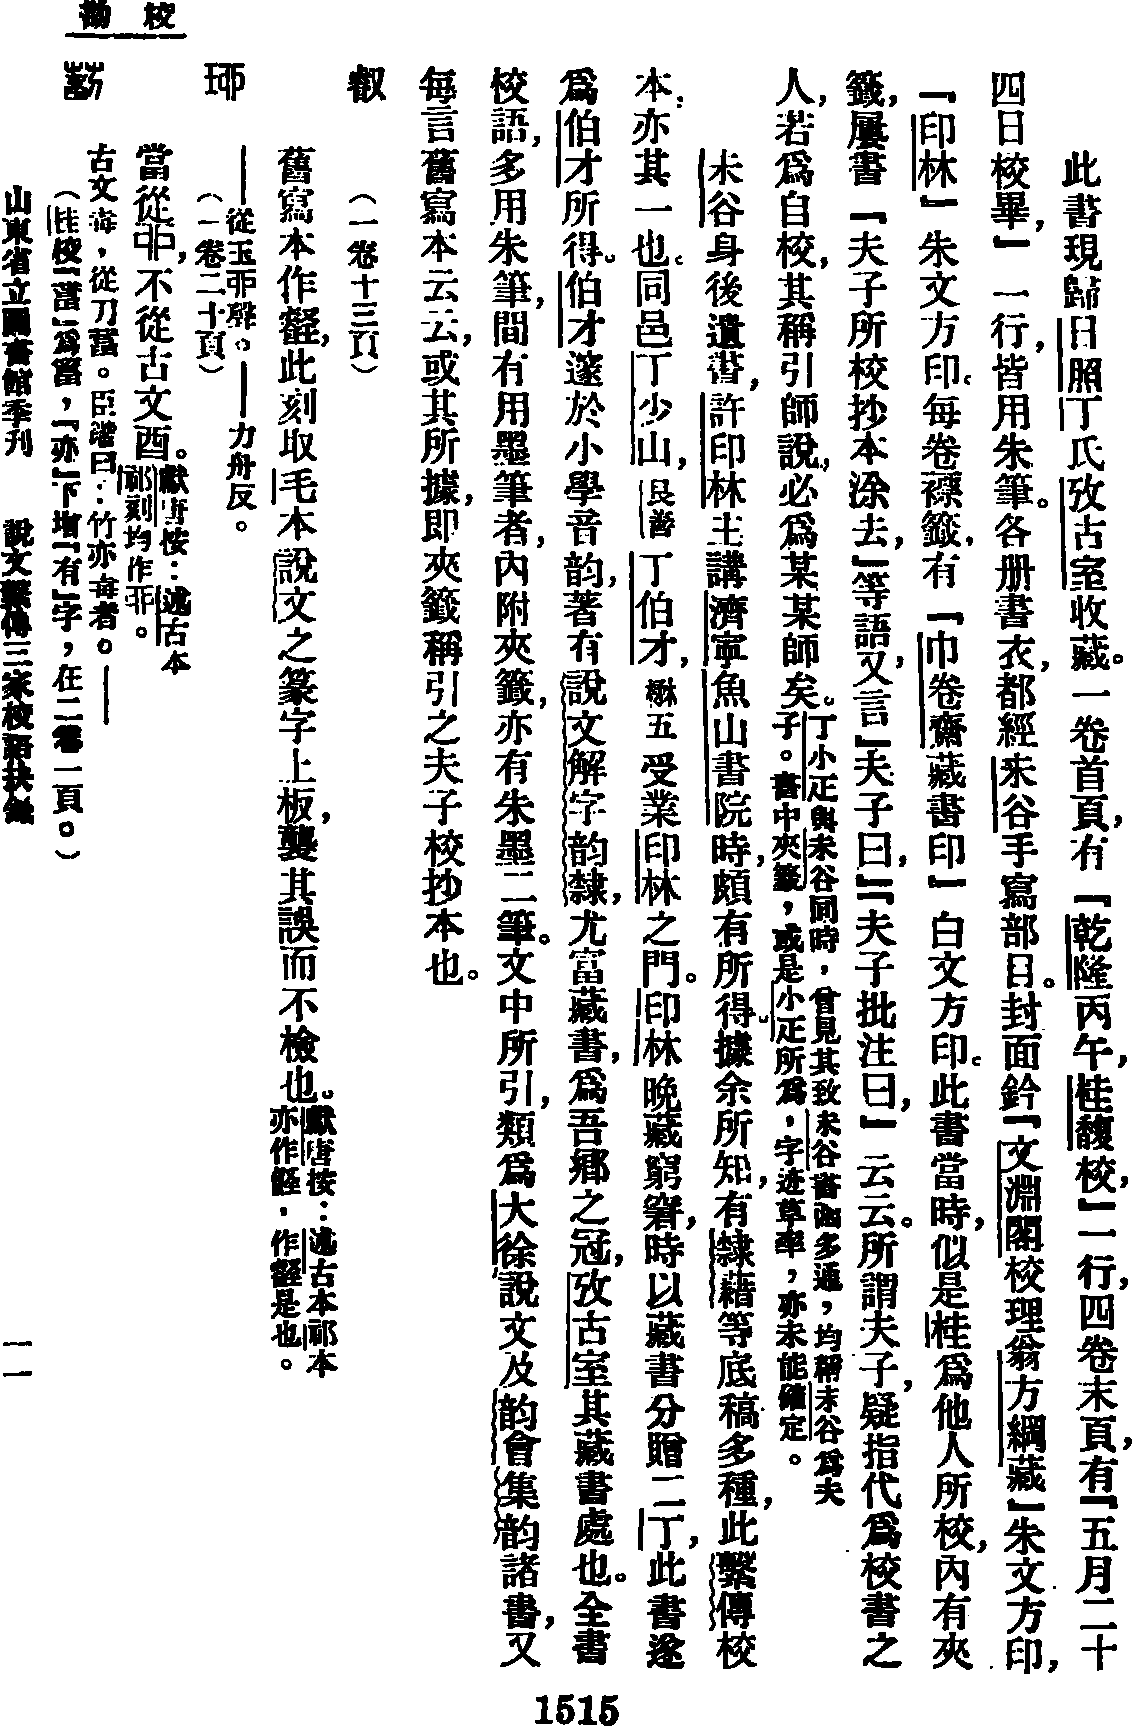 校勘
此書現歸日照丁氏攷古室收藏。一卷首頁，有『乾隆丙午，桂馥校，』一行，四卷末頁，有『五月二十
四日校畢，』一行，皆用朱筆。各册書衣，都經未谷手寫部目。封面鈐『文淵閣校理翁方綱藏』朱文方印，
『印林』朱文方印。每卷褾籤，有『巾卷齋藏書印』白文方印。此書當時，似是桂爲他人所校，內有夾
籤，屢書『夫子所校抄本涂去，』等語，又言『夫子曰，』『夫子批注曰，』云云。所謂夫子，疑指代爲校書之
人，若爲自校，其稱引師說，必爲某某師矣。丁小疋與未谷同時，曾見其致未谷書函多通，均稱未谷爲夫
子。書中夾籤，或是小疋所爲，字迹草率，亦未能確定。
未谷身後遺書，許印林主講濟寧魚山書院時，頗有所得。據余所知，有隸藉等底稿多種，此繫傳校
本，亦其一也。同邑丁少山，艮善丁伯才，楙五受業印林之門。印林晚歲窮窘，時以藏書分贈二丁，此書遂
爲伯才所得。伯才邃於小學音韵，著有說文解字韵隸，尤富藏書，爲吾鄉之冠，攷古室其藏書處也。全書
校語，多用朱筆，間有用墨筆者，內附夾籤，亦有朱墨二筆。文中所引，類爲大徐說文及韵會集韵諸書，又
每言舊寫本云云，或其所據，即夾籤稱引之夫子校抄本也。
叡
（一卷十三頁）
舊寫本作壡，此刻取毛本說文之篆字上板，襲其誤而不檢也。獻唐按：述古本祁本
亦作壡，作壡是也。
珋
——從玉丣聲。——力舟反。
（一卷二十頁）
當從丣，不從古文酉。獻唐按：述古本
祁刻均作丣。
古文毒，從刀䈞。臣鍇曰：竹亦毒者。——
（桂校「䈞」爲䈞，「亦」下增「有」字，在二卷一頁。）
山東省立圖書館季刊 說文繫傳三家校語抉錄 一一
1515